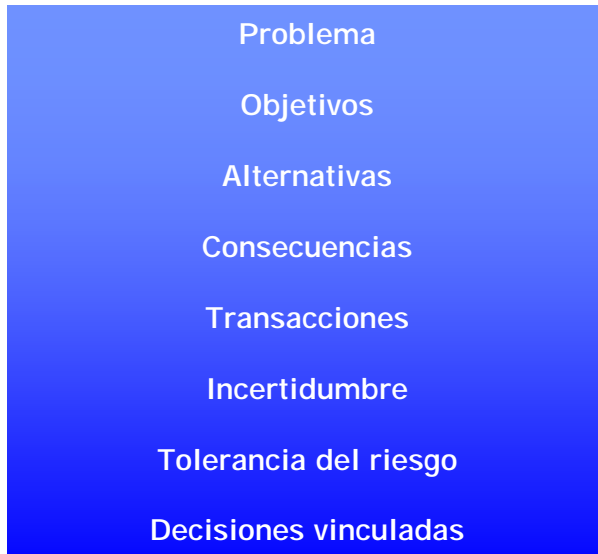 Problema
Objetivos
Alternativas
Consecuencias
Transacciones
Incertidumbre
Tolerancia del riesgo
Decisiones vinculadas